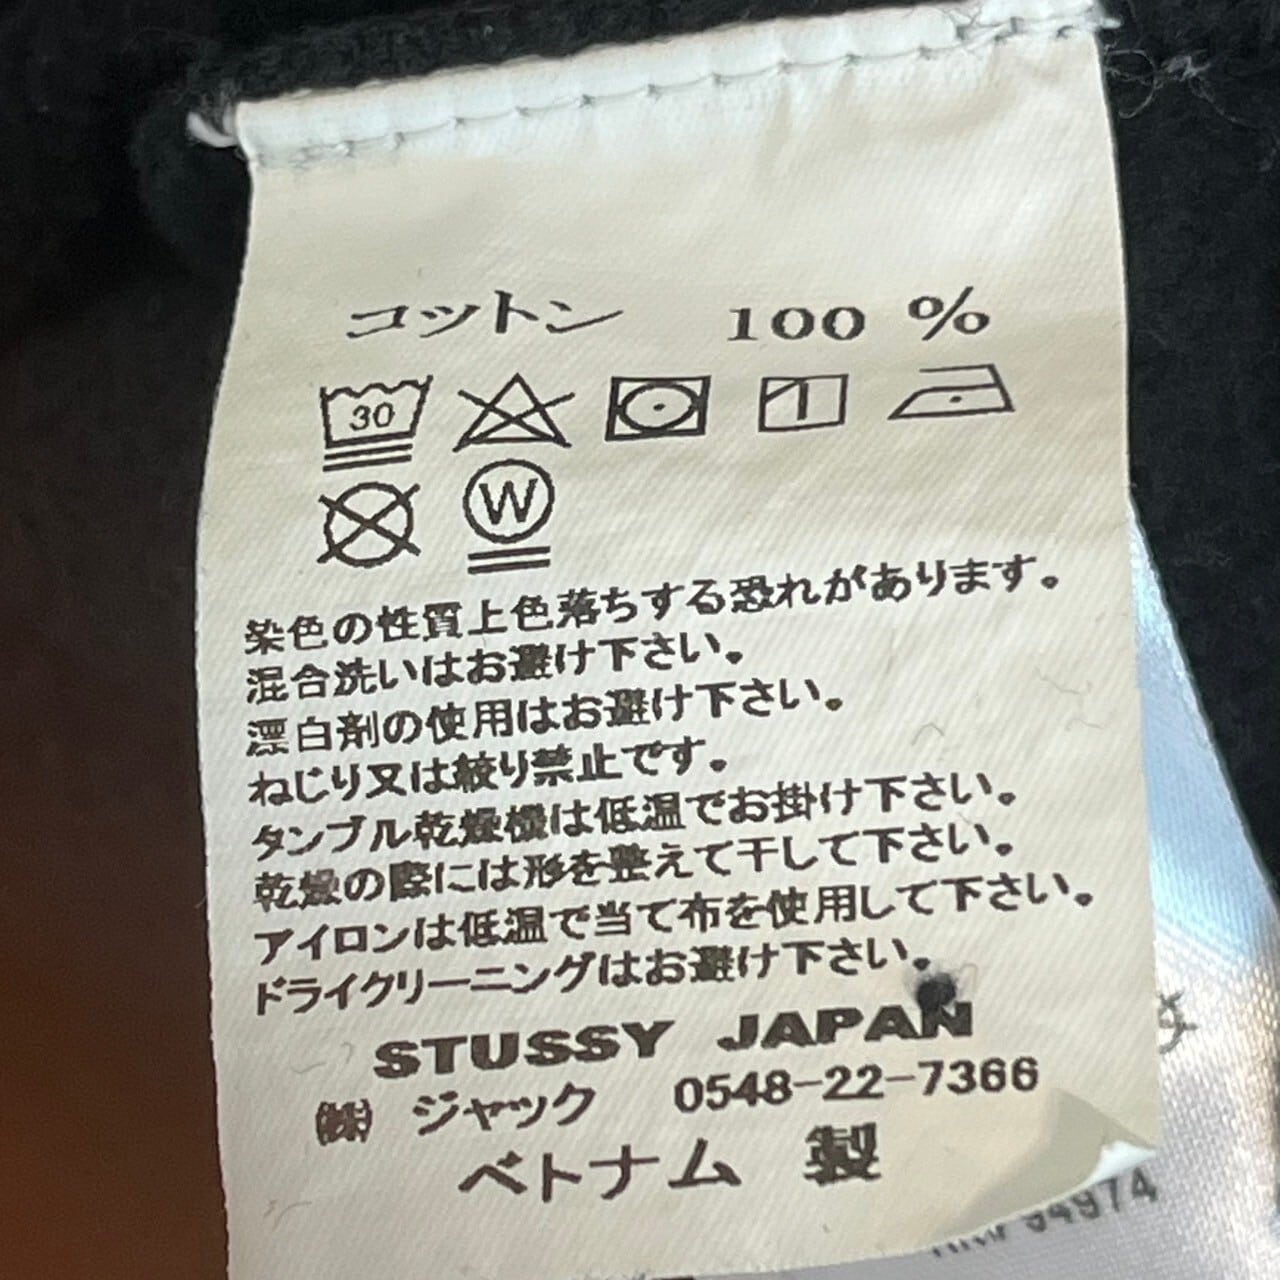 コットン 100 %
30
W
染色の性質上色落ちする恐れがあります。
混合洗いはお避け下さい。
漂白剤の使用はお避け下さい。
ねじり又は絞り禁止です。
タンブル乾燥機は低温でお掛け下さい。
乾燥の際には形を整えて干して下さい。
アイロンは低温で当て布を使用して下さい。
ドライクリーニングはお避け下さい。
STUSSY JAPAN
㈱ ジャック 0548-22-7366
ベトナム 製
94974